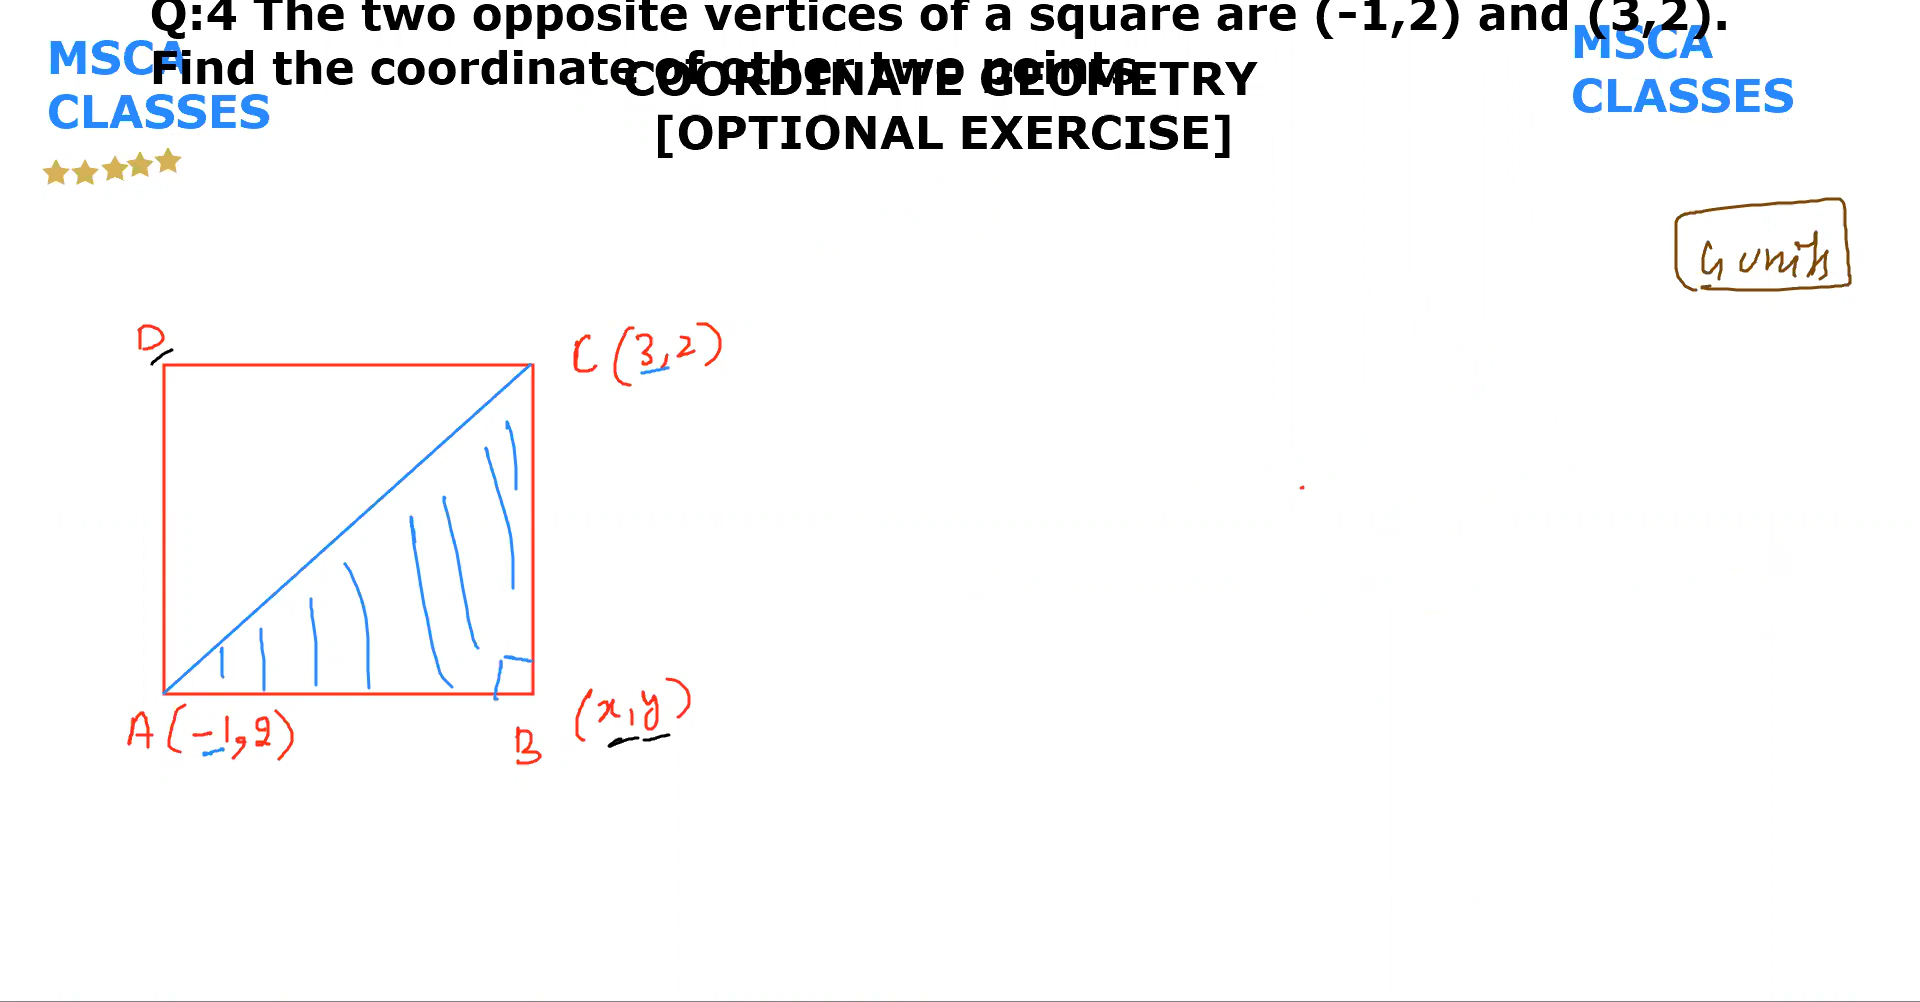 Q:4 The two opposite vertices of a square are (-1,2) and (3,2).
Find the coordinate of other two points.
MSCA
CLASSES
COORDINATE GEOMETRY
[OPTIONAL EXERCISE]
MSCA
CLASSES
4 units
D
C (3,2)
A (-1,2)
B
(x,y)